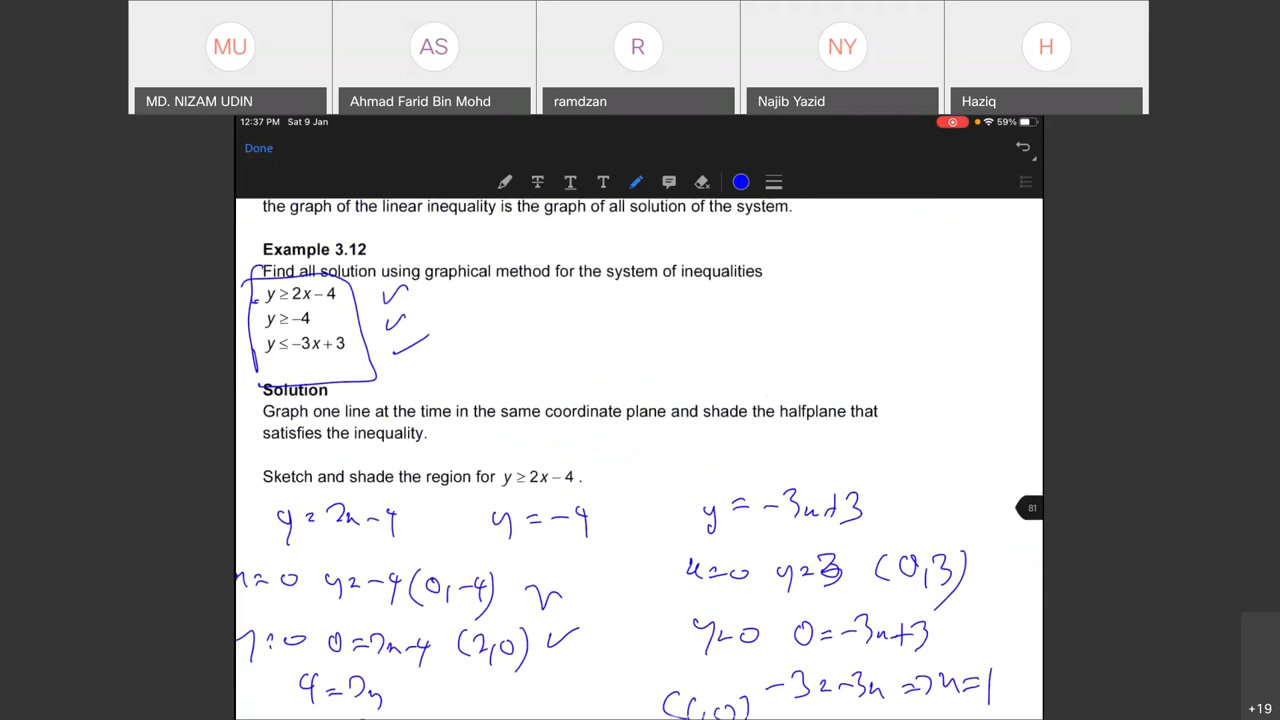 MU AS R NY H
MD. NIZAM UDIN Ahmad Farid Bin Mohd ramdzan Najib Yazid Haziq
12:37 PM Sat 9 Jan 59%
Done
the graph of the linear inequality is the graph of all solution of the system.
Example 3.12
Find all solution using graphical method for the system of inequalities
y ≥ 2x – 4
y ≥ –4
y ≤ –3x + 3
Solution
Graph one line at the time in the same coordinate plane and shade the halfplane that
satisfies the inequality.
Sketch and shade the region for y ≥ 2x – 4 .
81
y = 2x – 4 y = –4 y = –3x + 3
x = 0 y = –4 (0, –4) x = 0 y = 3 (0, 3)
y = 0 0 = 2x – 4 (2, 0) y = 0 0 = –3x + 3
4 = 2x (1, 0) –3 = –3x ⇒ x = 1
+19